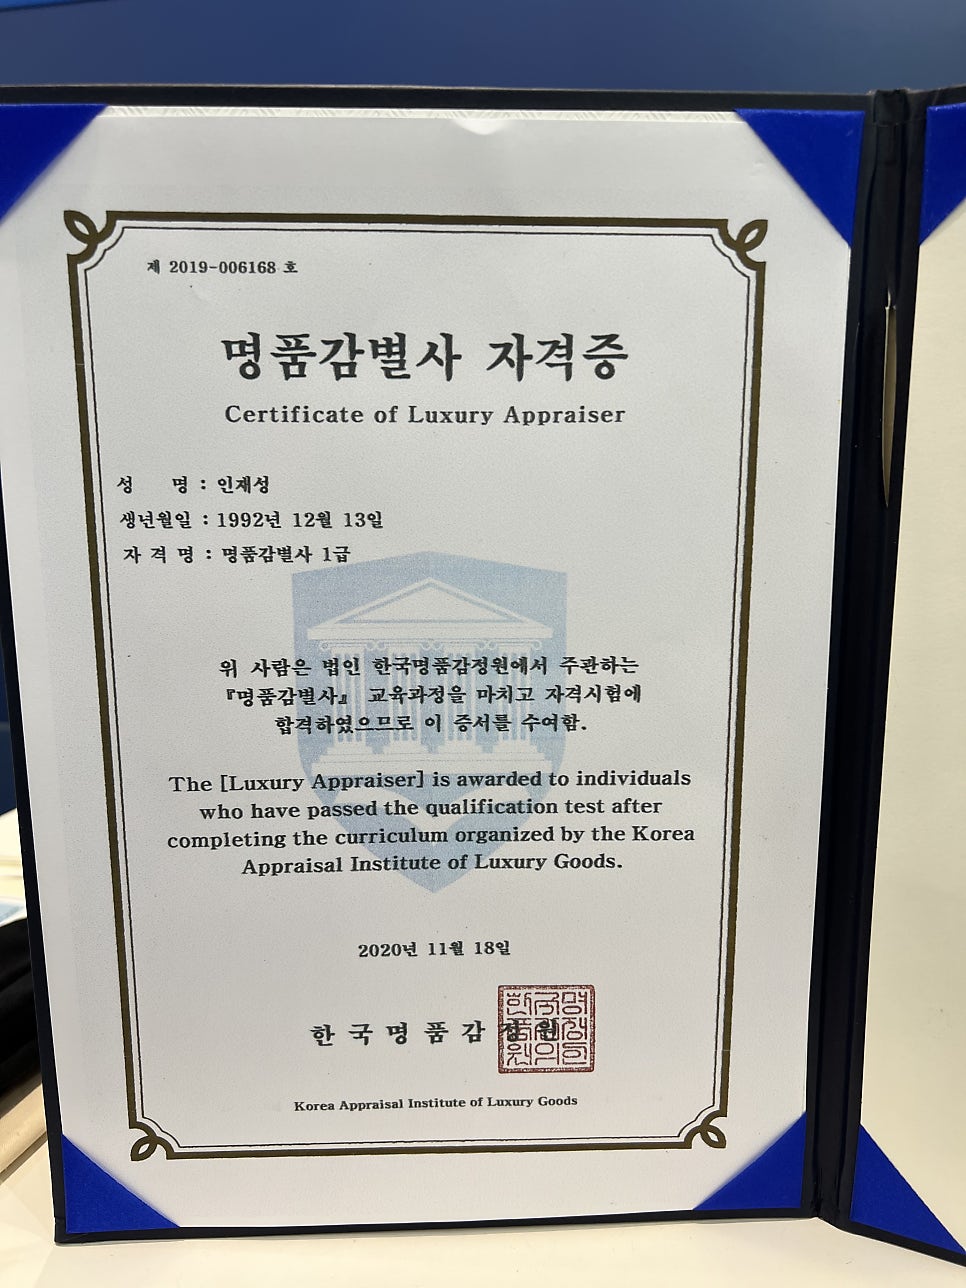 제 2019-006168 호
명품감별사 자격증
Certificate of Luxury Appraiser
성 명 : 인재성
생년월일 : 1992년 12월 13일
자 격 명 : 명품감별사 1급
위 사람은 법인 한국명품감정원에서 주관하는
『명품감별사』 교육과정을 마치고 자격시험에
합격하였으므로 이 증서를 수여함.
The [Luxury Appraiser] is awarded to individuals
who have passed the qualification test after
completing the curriculum organized by the Korea
Appraisal Institute of Luxury Goods.
2020년 11월 18일
한국명품감정원
Korea Appraisal Institute of Luxury Goods